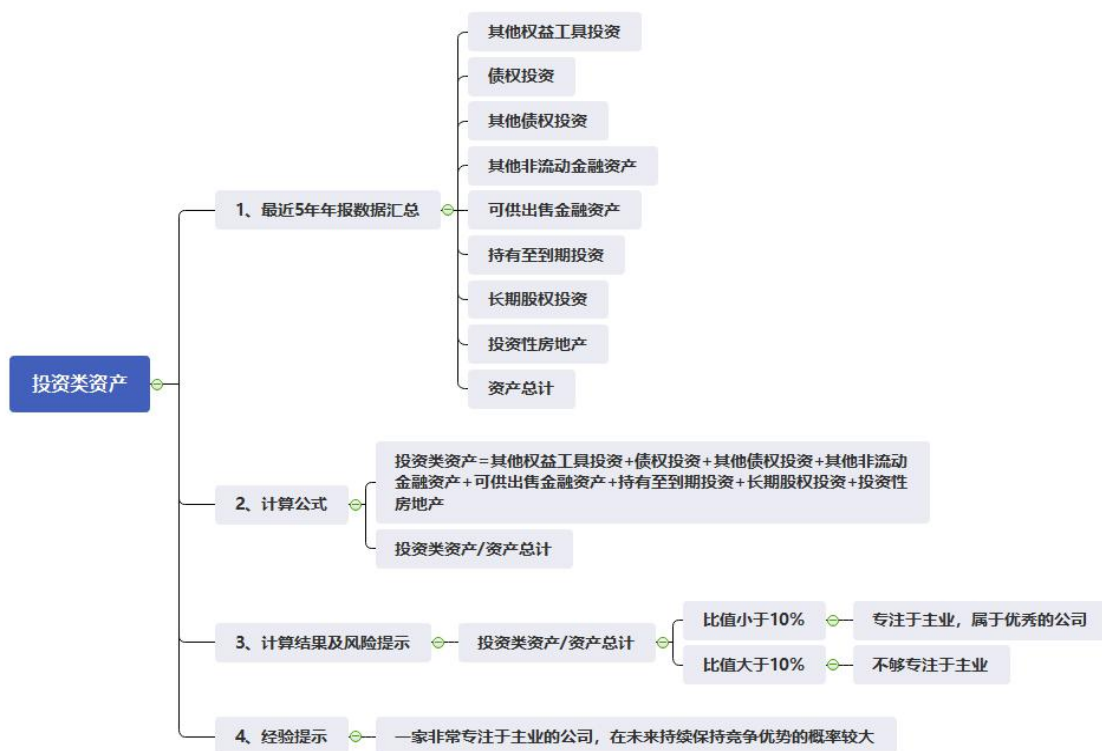 投资类资产
1、最近5年年报数据汇总
其他权益工具投资
债权投资
其他债权投资
其他非流动金融资产
可供出售金融资产
持有至到期投资
长期股权投资
投资性房地产
资产总计
2、计算公式
投资类资产=其他权益工具投资+债权投资+其他债权投资+其他非流动
金融资产+可供出售金融资产+持有至到期投资+长期股权投资+投资性
房地产
投资类资产/资产总计
3、计算结果及风险提示
投资类资产/资产总计
比值小于10%
专注于主业，属于优秀的公司
比值大于10%
不够专注于主业
4、经验提示
一家非常专注于主业的公司，在未来持续保持竞争优势的概率较大